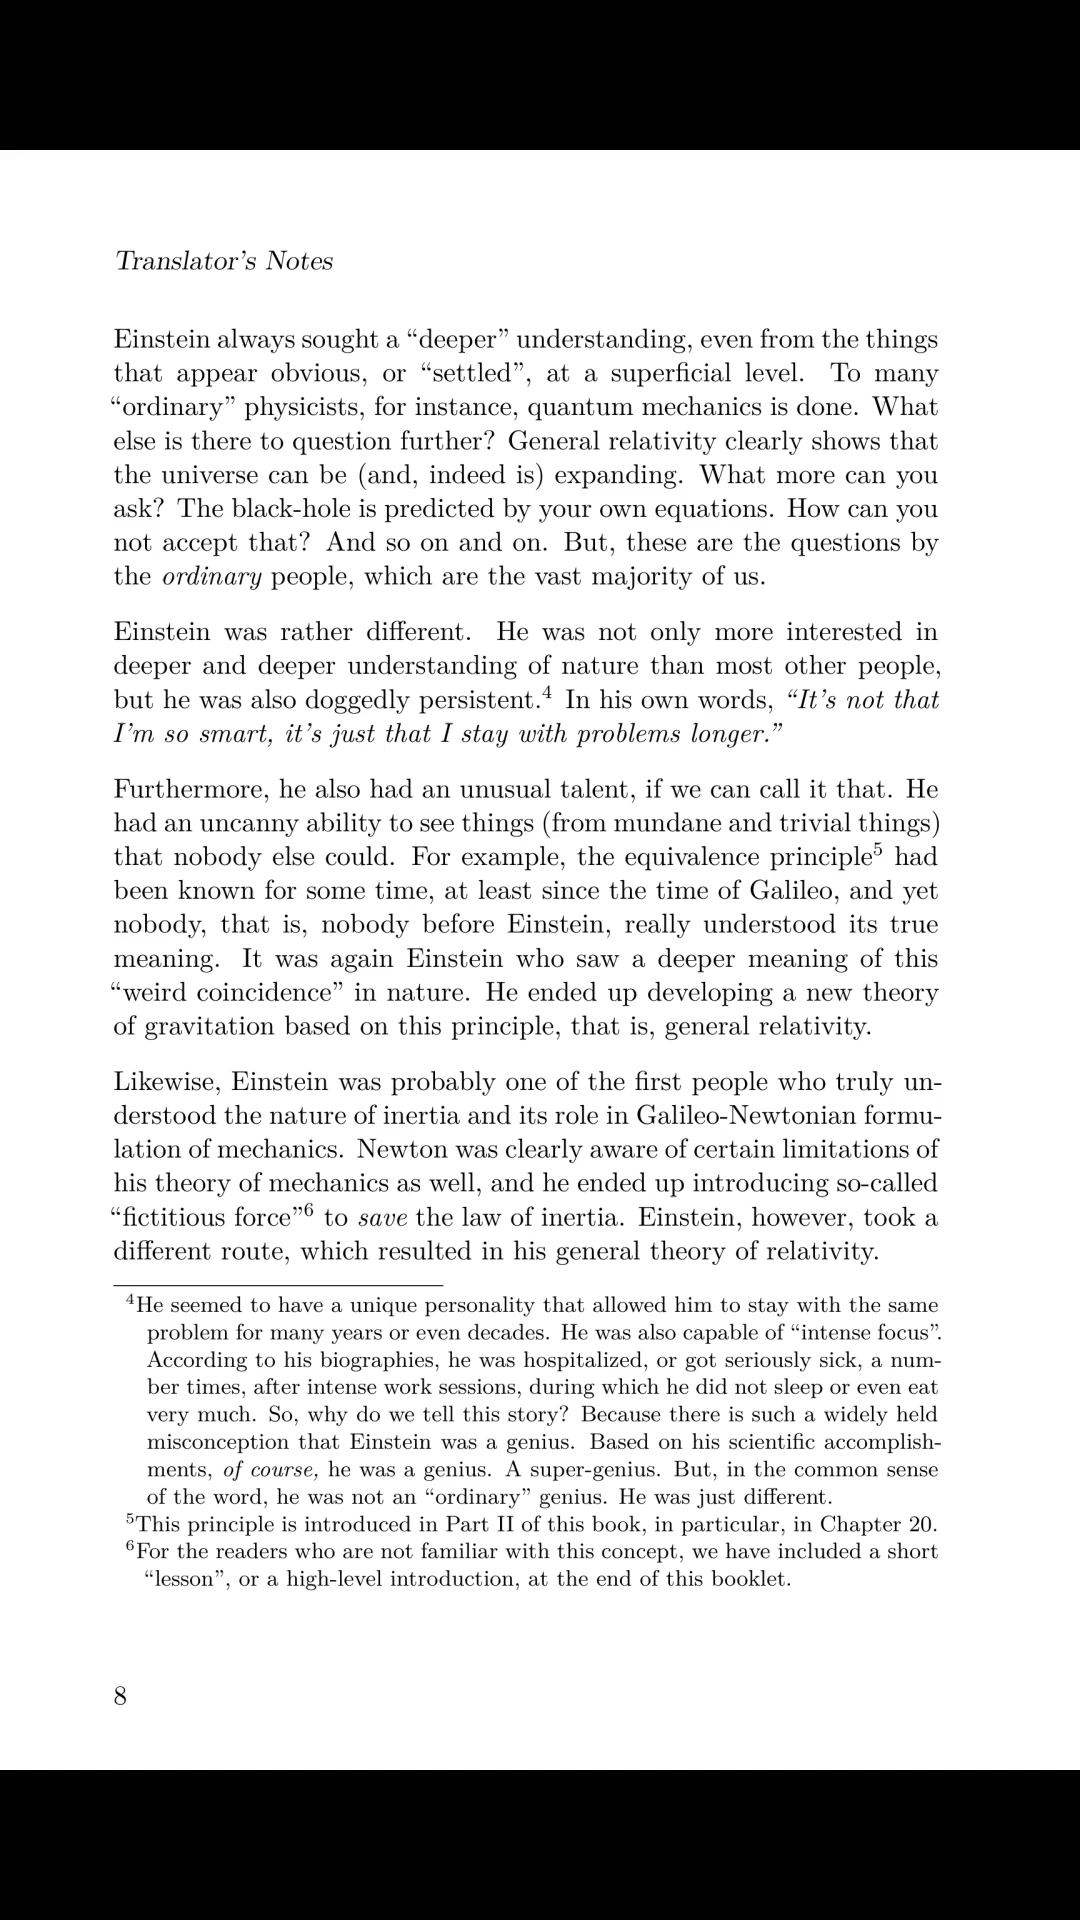 Translator's Notes
Einstein always sought a “deeper” understanding, even from the things
that appear obvious, or “settled”, at a superficial level. To many
“ordinary” physicists, for instance, quantum mechanics is done. What
else is there to question further? General relativity clearly shows that
the universe can be (and, indeed is) expanding. What more can you
ask? The black-hole is predicted by your own equations. How can you
not accept that? And so on and on. But, these are the questions by
the ordinary people, which are the vast majority of us.
Einstein was rather different. He was not only more interested in
deeper and deeper understanding of nature than most other people,
but he was also doggedly persistent.⁴ In his own words, “It's not that
I'm so smart, it's just that I stay with problems longer.”
Furthermore, he also had an unusual talent, if we can call it that. He
had an uncanny ability to see things (from mundane and trivial things)
that nobody else could. For example, the equivalence principle⁵ had
been known for some time, at least since the time of Galileo, and yet
nobody, that is, nobody before Einstein, really understood its true
meaning. It was again Einstein who saw a deeper meaning of this
“weird coincidence” in nature. He ended up developing a new theory
of gravitation based on this principle, that is, general relativity.
Likewise, Einstein was probably one of the first people who truly un-
derstood the nature of inertia and its role in Galileo-Newtonian formu-
lation of mechanics. Newton was clearly aware of certain limitations of
his theory of mechanics as well, and he ended up introducing so-called
“fictitious force”⁶ to save the law of inertia. Einstein, however, took a
different route, which resulted in his general theory of relativity.
⁴He seemed to have a unique personality that allowed him to stay with the same
problem for many years or even decades. He was also capable of “intense focus”.
According to his biographies, he was hospitalized, or got seriously sick, a num-
ber times, after intense work sessions, during which he did not sleep or even eat
very much. So, why do we tell this story? Because there is such a widely held
misconception that Einstein was a genius. Based on his scientific accomplish-
ments, of course, he was a genius. A super-genius. But, in the common sense
of the word, he was not an “ordinary” genius. He was just different.
⁵This principle is introduced in Part II of this book, in particular, in Chapter 20.
⁶For the readers who are not familiar with this concept, we have included a short
“lesson”, or a high-level introduction, at the end of this booklet.
8